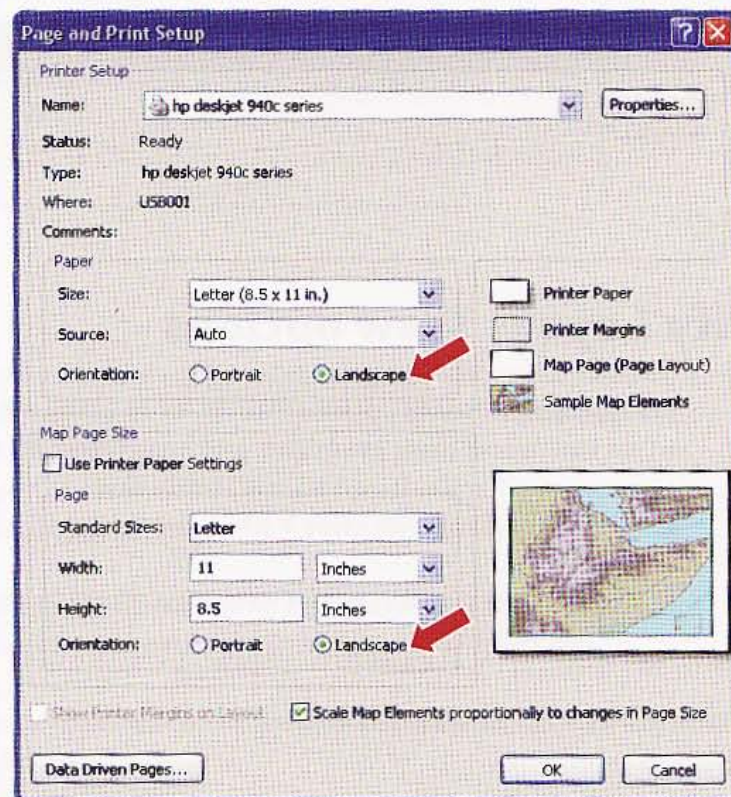 Page and Print Setup
Printer Setup
Name: hp deskjet 940c series Properties...
Status: Ready
Type: hp deskjet 940c series
Where: USB001
Comments:
Paper
Size: Letter (8.5 x 11 in.)
Source: Auto
Orientation: Portrait Landscape
Printer Paper
Printer Margins
Map Page (Page Layout)
Sample Map Elements
Map Page Size
Use Printer Paper Settings
Page
Standard Sizes: Letter
Width: 11 Inches
Height: 8.5 Inches
Orientation: Portrait Landscape
Show Printer Margins on Layout Scale Map Elements proportionally to changes in Page Size
Data Driven Pages... OK Cancel